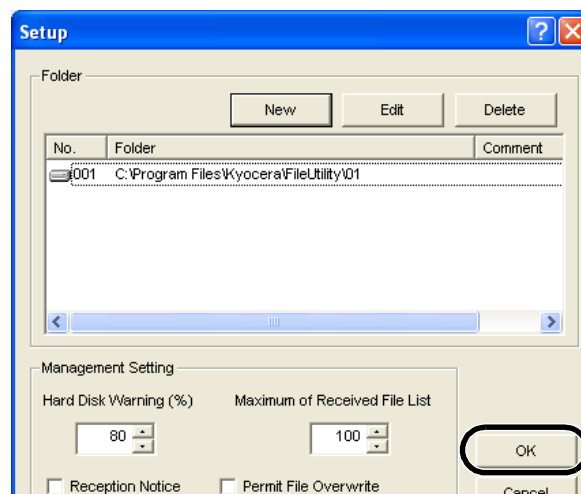 Setup
Folder
New Edit Delete
No. Folder Comment
001 C:\Program Files\Kyocera\FileUtility\01
Management Setting
Hard Disk Warning (%) Maximum of Received File List
80 100
OK
Reception Notice Permit File Overwrite
Cancel